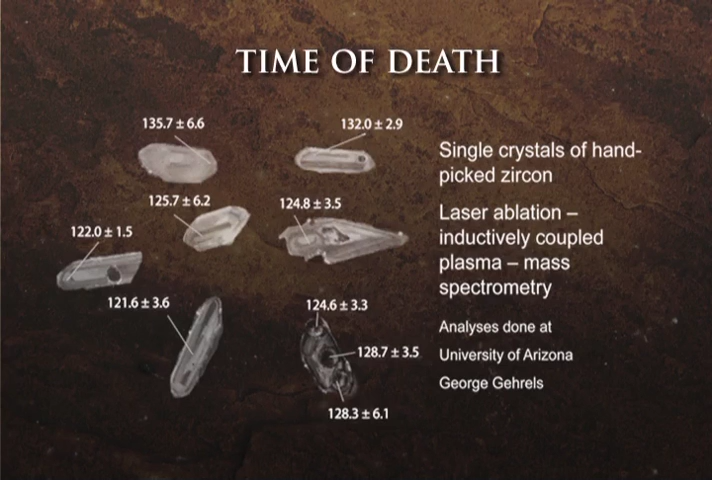 TIME OF DEATH
135.7 ± 6.6
132.0 ± 2.9
125.7 ± 6.2
124.8 ± 3.5
122.0 ± 1.5
121.6 ± 3.6
124.6 ± 3.3
128.7 ± 3.5
128.3 ± 6.1
Single crystals of hand-
picked zircon
Laser ablation –
inductively coupled
plasma – mass
spectrometry
Analyses done at
University of Arizona
George Gehrels